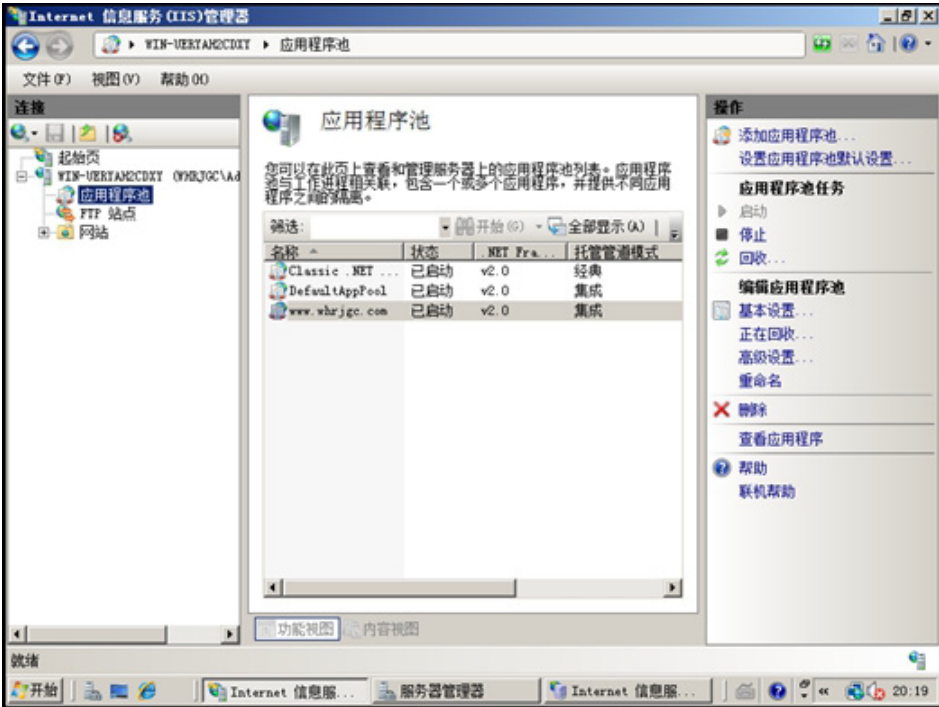 Internet 信息服务(IIS)管理器
WIN-UERYAH2CDXY ▸ 应用程序池
文件(F) 视图(V) 帮助(H)
连接
起始页
WIN-UERYAH2CDXY (WHRJGC\Ad
应用程序池
FTP 站点
网站
应用程序池
您可以在此页上查看和管理服务器上的应用程序池列表。应用程序
池与工作进程相关联，包含一个或多个应用程序，并提供不同应用
程序之间的隔离。
筛选: 开始(G) 全部显示(A)
名称 状态 .NET Fra... 托管管道模式
Classic .NET ... 已启动 v2.0 经典
DefaultAppPool 已启动 v2.0 集成
www.whrjgc.com 已启动 v2.0 集成
功能视图 内容视图
操作
添加应用程序池...
设置应用程序池默认设置...
应用程序池任务
启动
停止
回收...
编辑应用程序池
基本设置...
正在回收...
高级设置...
重命名
删除
查看应用程序
帮助
联机帮助
就绪
开始 Internet 信息服... 服务器管理器 Internet 信息服... « 20:19